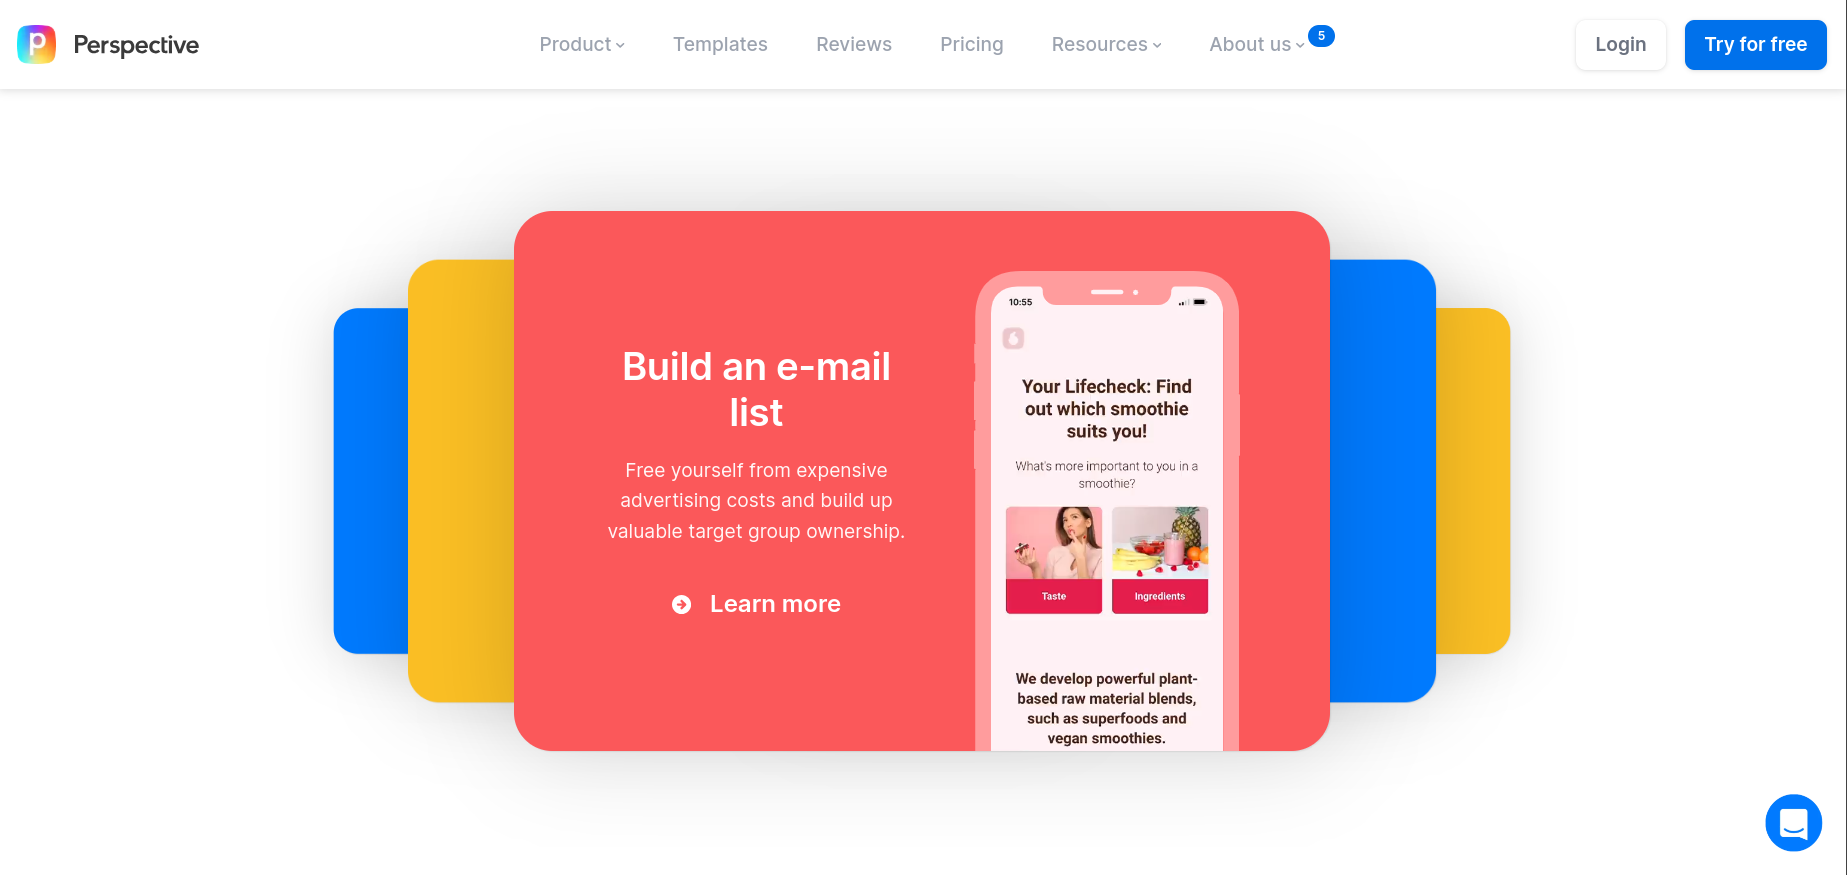 Perspective
Product
Templates
Reviews
Pricing
Resources
About us
5
Login
Try for free
Build an e-mail
list
Free yourself from expensive
advertising costs and build up
valuable target group ownership.
Learn more
10:55
Your Lifecheck: Find
out which smoothie
suits you!
What's more important to you in a
smoothie?
Taste
Ingredients
We develop powerful plant-
based raw material blends,
such as superfoods and
vegan smoothies.